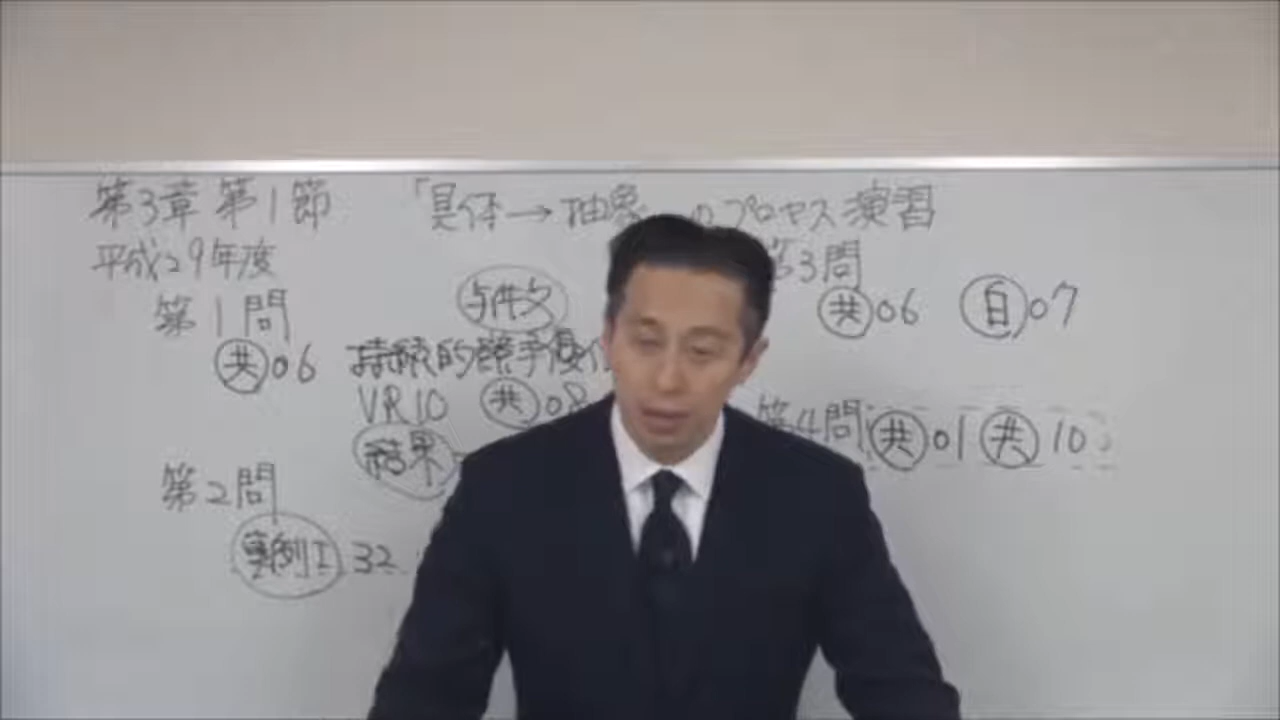 第3章 第1節 「具体→抽象 のプロセス演習
平成29年度
第1問
与件文
共06 持続的競争優位
VRIO 共08
結果
第2問
事例I 32
第3問
共06 自07
第4問 共01 共10